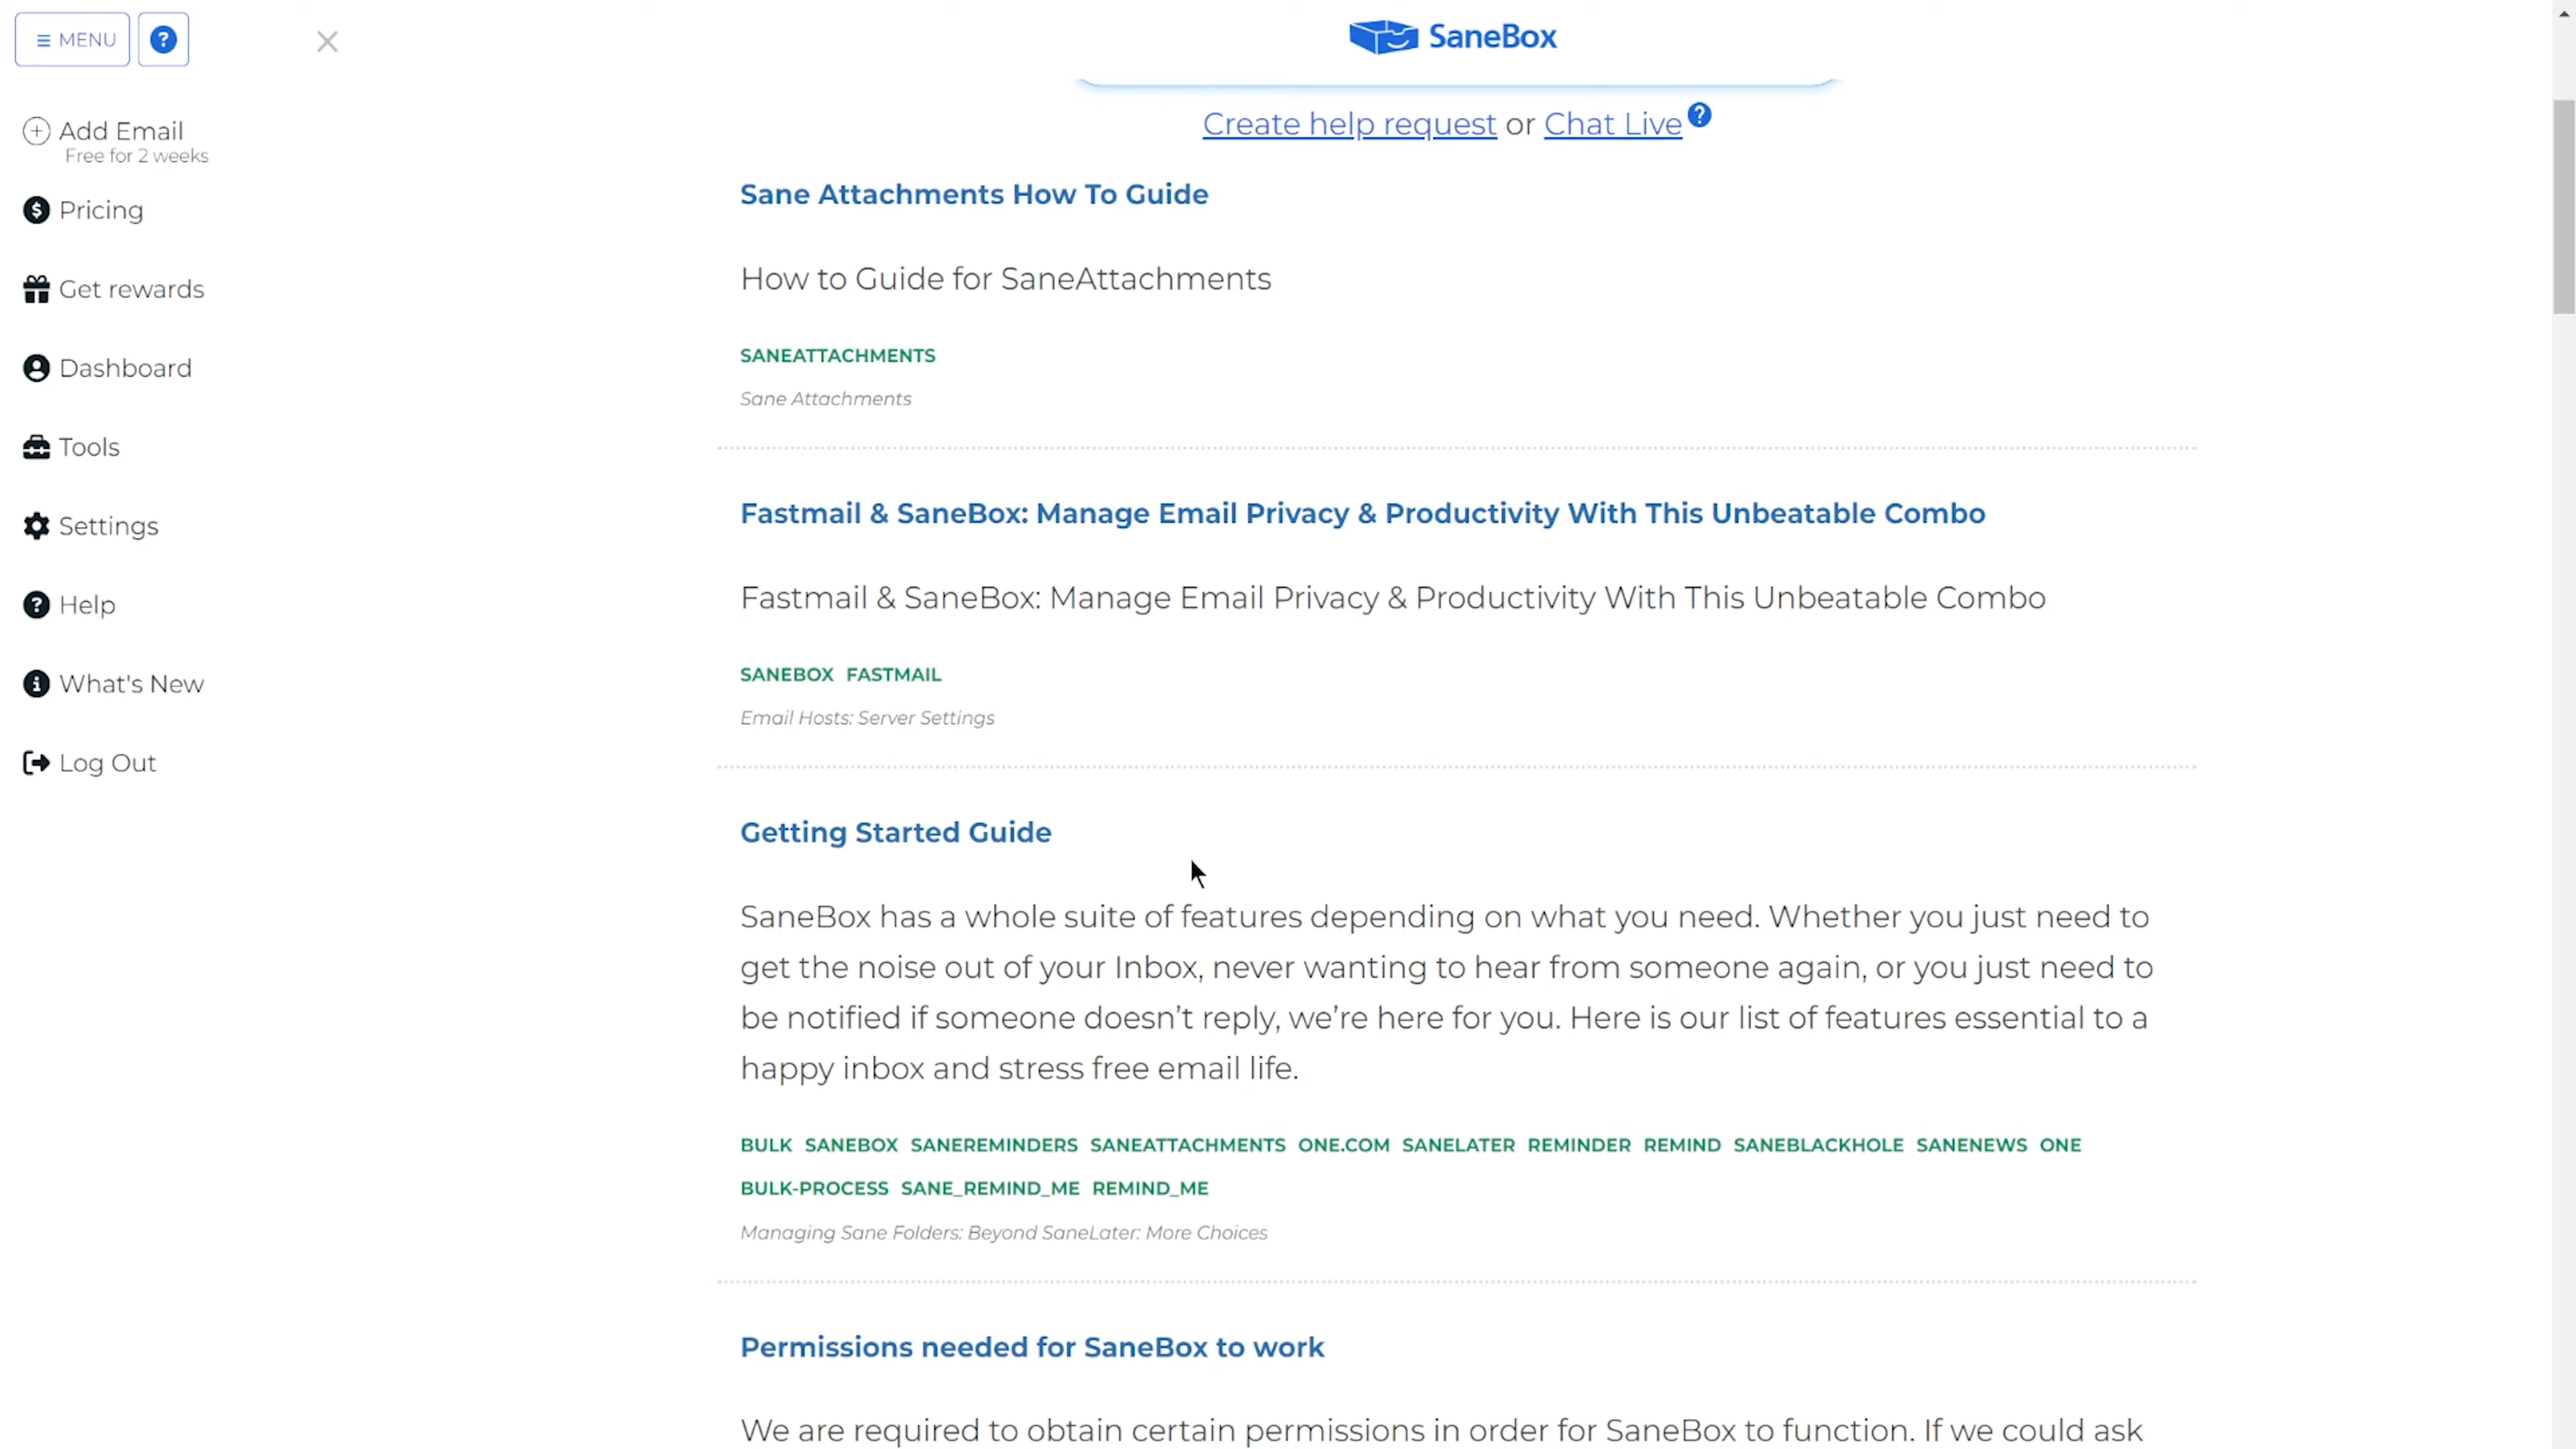 MENU
SaneBox
Create help request or Chat Live
Add Email
Free for 2 weeks
Pricing
Get rewards
Dashboard
Tools
Settings
Help
What's New
Log Out
Sane Attachments How To Guide
How to Guide for SaneAttachments
SANEATTACHMENTS
Sane Attachments
Fastmail & SaneBox: Manage Email Privacy & Productivity With This Unbeatable Combo
Fastmail & SaneBox: Manage Email Privacy & Productivity With This Unbeatable Combo
SANEBOX FASTMAIL
Email Hosts: Server Settings
Getting Started Guide
SaneBox has a whole suite of features depending on what you need. Whether you just need to
get the noise out of your Inbox, never wanting to hear from someone again, or you just need to
be notified if someone doesn’t reply, we’re here for you. Here is our list of features essential to a
happy inbox and stress free email life.
BULK SANEBOX SANEREMINDERS SANEATTACHMENTS ONE.COM SANELATER REMINDER REMIND SANEBLACKHOLE SANENEWS ONE
BULK-PROCESS SANE_REMIND_ME REMIND_ME
Managing Sane Folders: Beyond SaneLater: More Choices
Permissions needed for SaneBox to work
We are required to obtain certain permissions in order for SaneBox to function. If we could ask